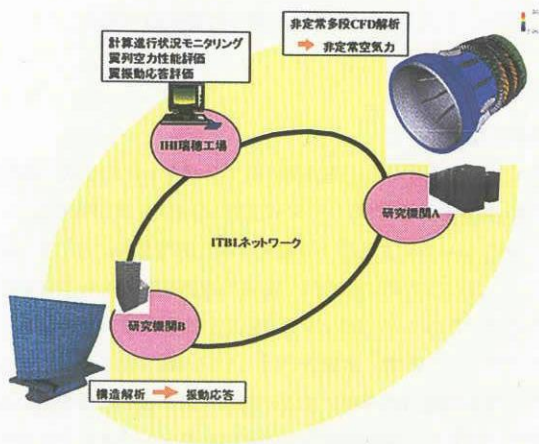 計算進行状況モニタリング
翼列空力性能評価
翼振動応答評価
非定常多段CFD解析
非定常空気力
IHI瑞穂工場
研究機関A
ITBLネットワーク
研究機関B
構造解析
振動応答